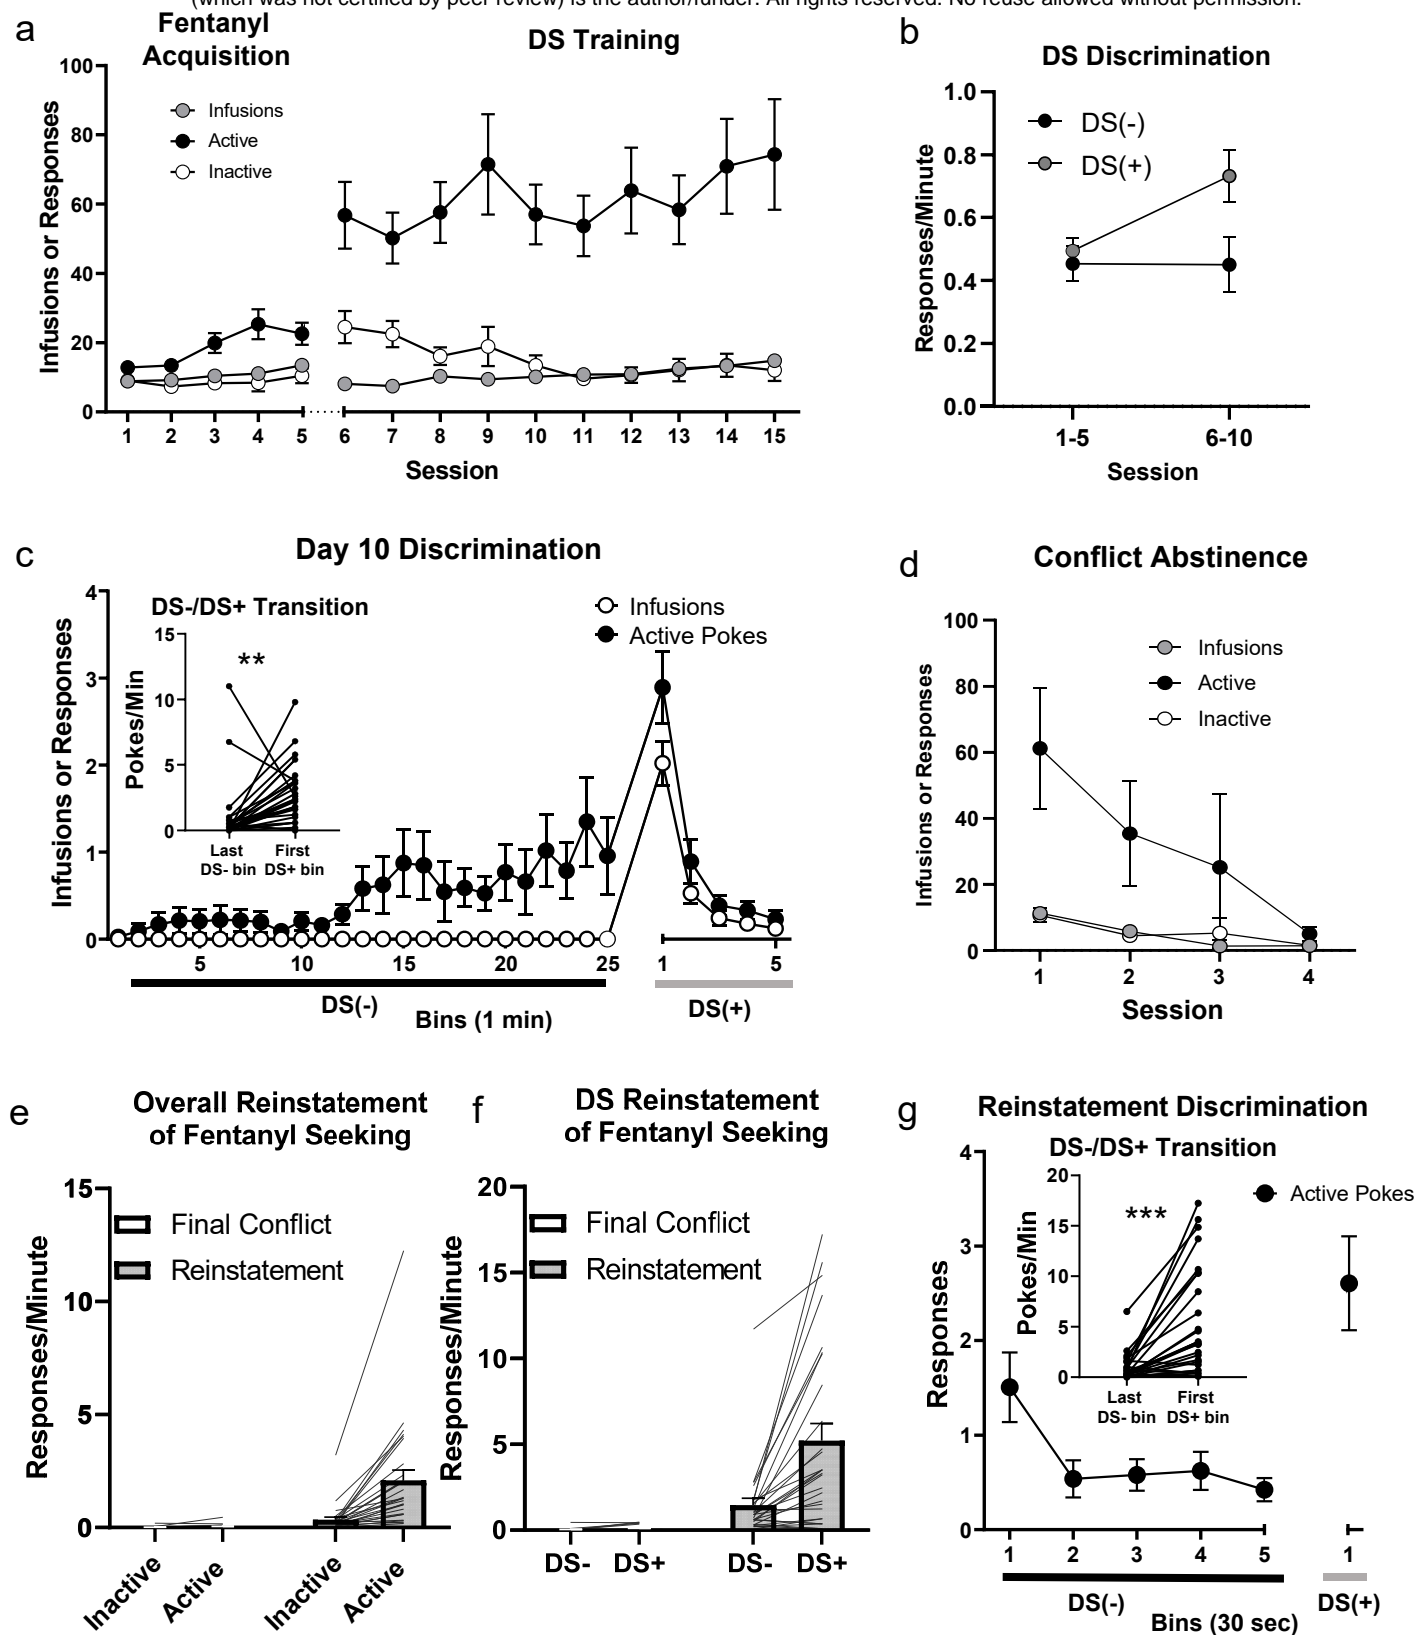 (which was not certified by peer review) is the author/funder. All rights reserved. No reuse allowed without permission.
a
Fentanyl
Acquisition
DS Training
Infusions or Responses
100
80
60
40
20
0
Infusions
Active
Inactive
1 2 3 4 5 6 7 8 9 10 11 12 13 14 15
Session
b
DS Discrimination
Responses/Minute
1.0
0.8
0.6
0.4
0.2
0.0
DS(-)
DS(+)
1-5 6-10
Session
c
Day 10 Discrimination
Infusions or Responses
4
3
2
1
0
DS-/DS+ Transition
Pokes/Min
15
10
5
0
**
Last
DS- bin
First
DS+ bin
Infusions
Active Pokes
5 10 15 20 25 1 5
DS(-)
Bins (1 min)
DS(+)
d
Conflict Abstinence
Infusions or Responses
100
80
60
40
20
0
Infusions
Active
Inactive
1 2 3 4
Session
e
Overall Reinstatement
of Fentanyl Seeking
Responses/Minute
15
10
5
0
Final Conflict
Reinstatement
Inactive Active Inactive Active
f
DS Reinstatement
of Fentanyl Seeking
Responses/Minute
20
15
10
5
0
Final Conflict
Reinstatement
DS- DS+ DS- DS+
g
Reinstatement Discrimination
Responses
4
3
2
1
0
DS-/DS+ Transition
Pokes/Min
20
15
10
5
0
***
Last
DS- bin
First
DS+ bin
Active Pokes
1 2 3 4 5 1
DS(-)
Bins (30 sec)
DS(+)